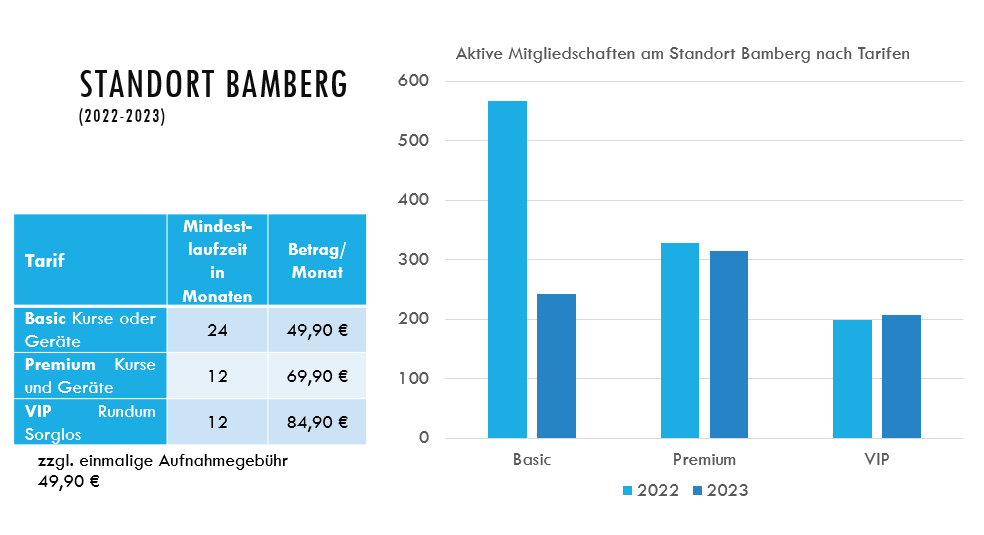 STANDORT BAMBERG
(2022-2023)
Tarif
Mindest-
laufzeit
in
Monaten
Betrag/
Monat
Basic Kurse oder
Geräte
24
49,90 €
Premium Kurse
und Geräte
12
69,90 €
VIP Rundum
Sorglos
12
84,90 €
zzgl. einmalige Aufnahmegebühr
49,90 €
Aktive Mitgliedschaften am Standort Bamberg nach Tarifen
600
500
400
300
200
100
0
Basic
Premium
VIP
2022
2023